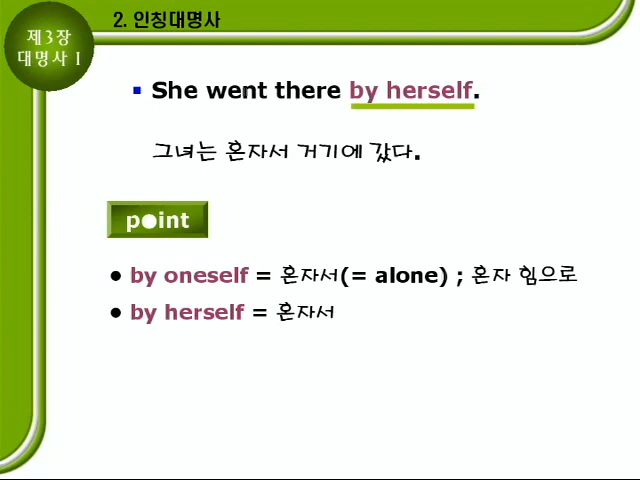 2. 인칭대명사
제3장
대명사 I
▪ She went there by herself.
그녀는 혼자서 거기에 갔다.
point
● by oneself = 혼자서(= alone) ; 혼자 힘으로
● by herself = 혼자서